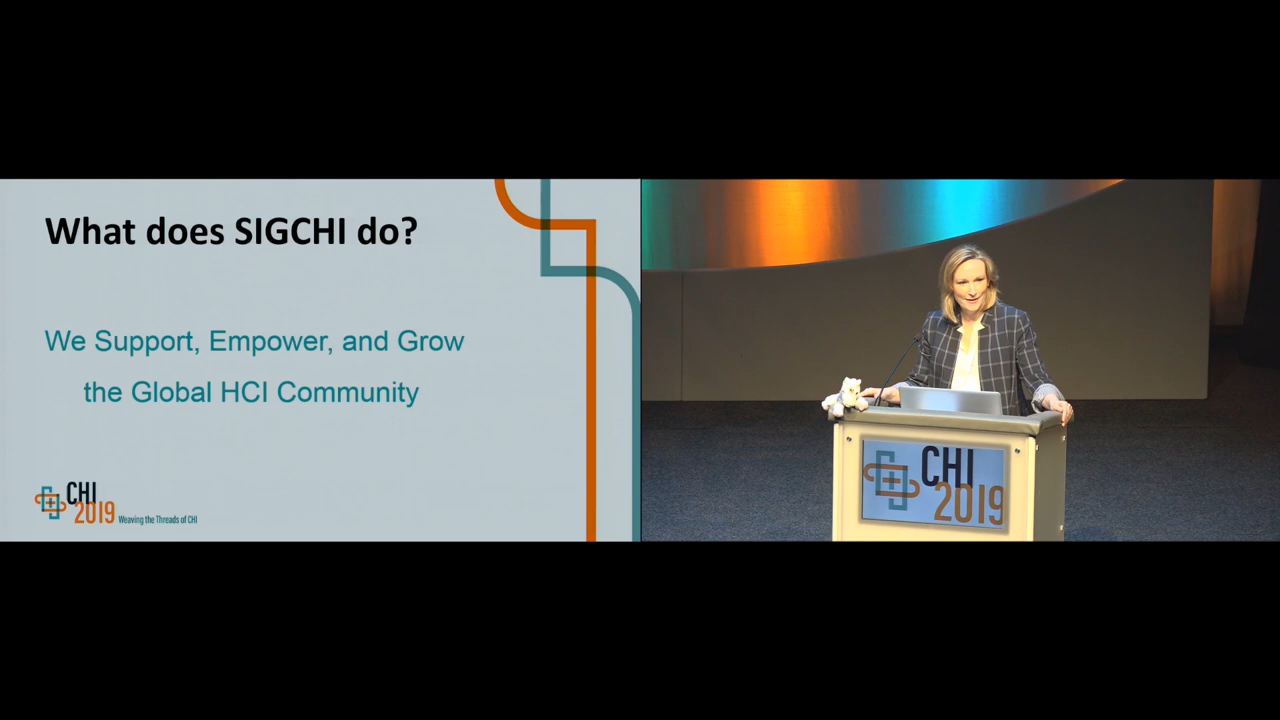 What does SIGCHI do?
We Support, Empower, and Grow
the Global HCI Community
CHI
2019 Weaving the Threads of CHI
CHI
2019